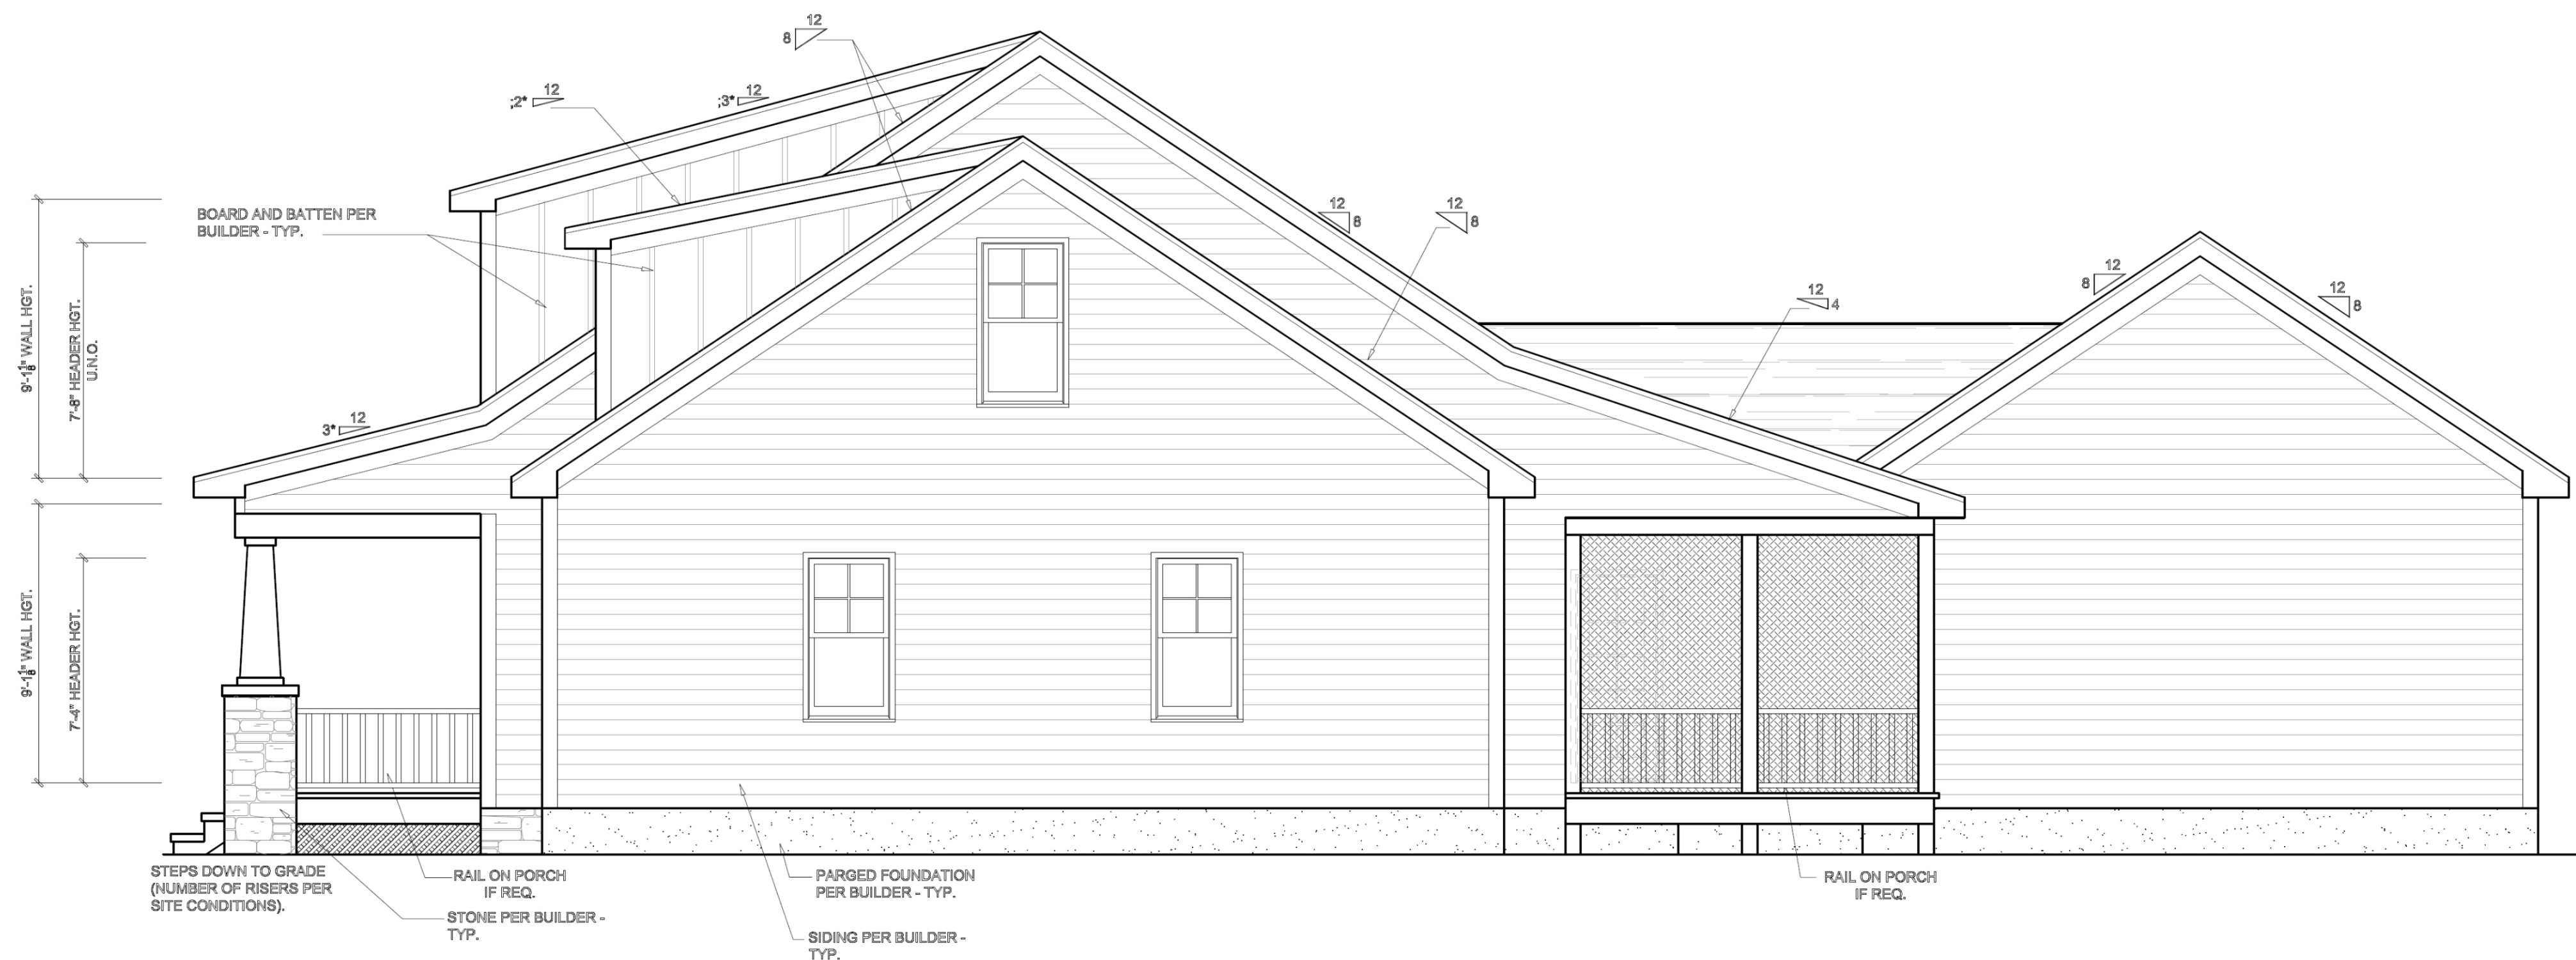 12
8
12
;2*
12
;3*
BOARD AND BATTEN PER
BUILDER - TYP.
12
8
12
8
12
8
12
8
12
4
12
3*
9'-1 1/8" WALL HGT.
7'-8" HEADER HGT.
U.N.O.
9'-1 1/8" WALL HGT.
7'-4" HEADER HGT.
STEPS DOWN TO GRADE
(NUMBER OF RISERS PER
SITE CONDITIONS).
RAIL ON PORCH
IF REQ.
STONE PER BUILDER -
TYP.
PARGED FOUNDATION
PER BUILDER - TYP.
SIDING PER BUILDER -
TYP.
RAIL ON PORCH
IF REQ.